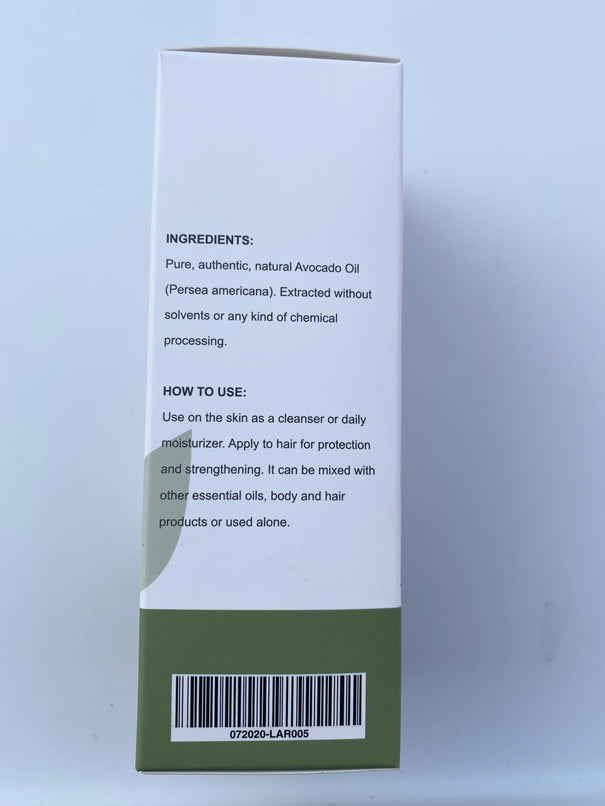 INGREDIENTS:
Pure, authentic, natural Avocado Oil
(Persea americana). Extracted without
solvents or any kind of chemical
processing.
HOW TO USE:
Use on the skin as a cleanser or daily
moisturizer. Apply to hair for protection
and strengthening. It can be mixed with
other essential oils, body and hair
products or used alone.
072020-LAR005